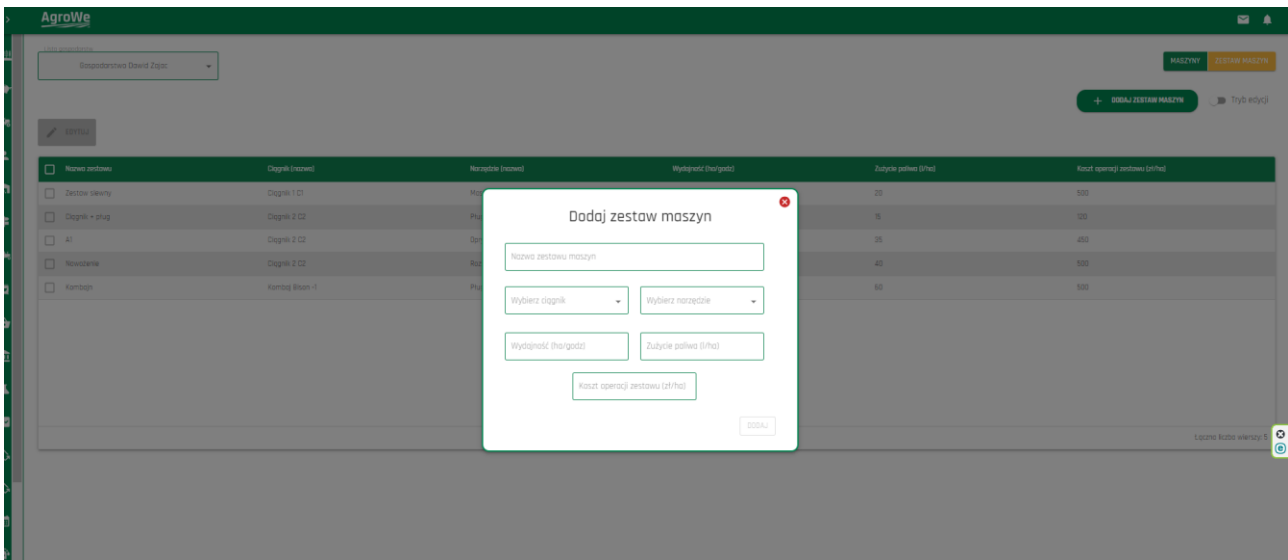 AgroWe
Gospodarstwo Dawid Zając
MASZYNY ZESTAW MASZYN
+ DODAJ ZESTAW MASZYN Tryb edycji
EDYTUJ
Nazwa zestawu Ciągnik (nazwa) Narzędzie (nazwa) Wydajność (ha/godz) Zużycie paliwa (l/ha) Koszt operacji zestawu (zł/ha)
Zestaw siewny Ciągnik 1 C1 20 500
Ciągnik + pług Ciągnik 2 C2 15 120
A1 Ciągnik 2 C2 35 450
Nawożenie Ciągnik 2 C2 40 500
Kombajn Kombaj Bison -1 60 500
Dodaj zestaw maszyn
Nazwa zestawu maszyn
Wybierz ciągnik Wybierz narzędzie
Wydajność (ha/godz) Zużycie paliwa (l/ha)
Koszt operacji zestawu (zł/ha)
DODAJ
Łączna liczba wierszy: 5